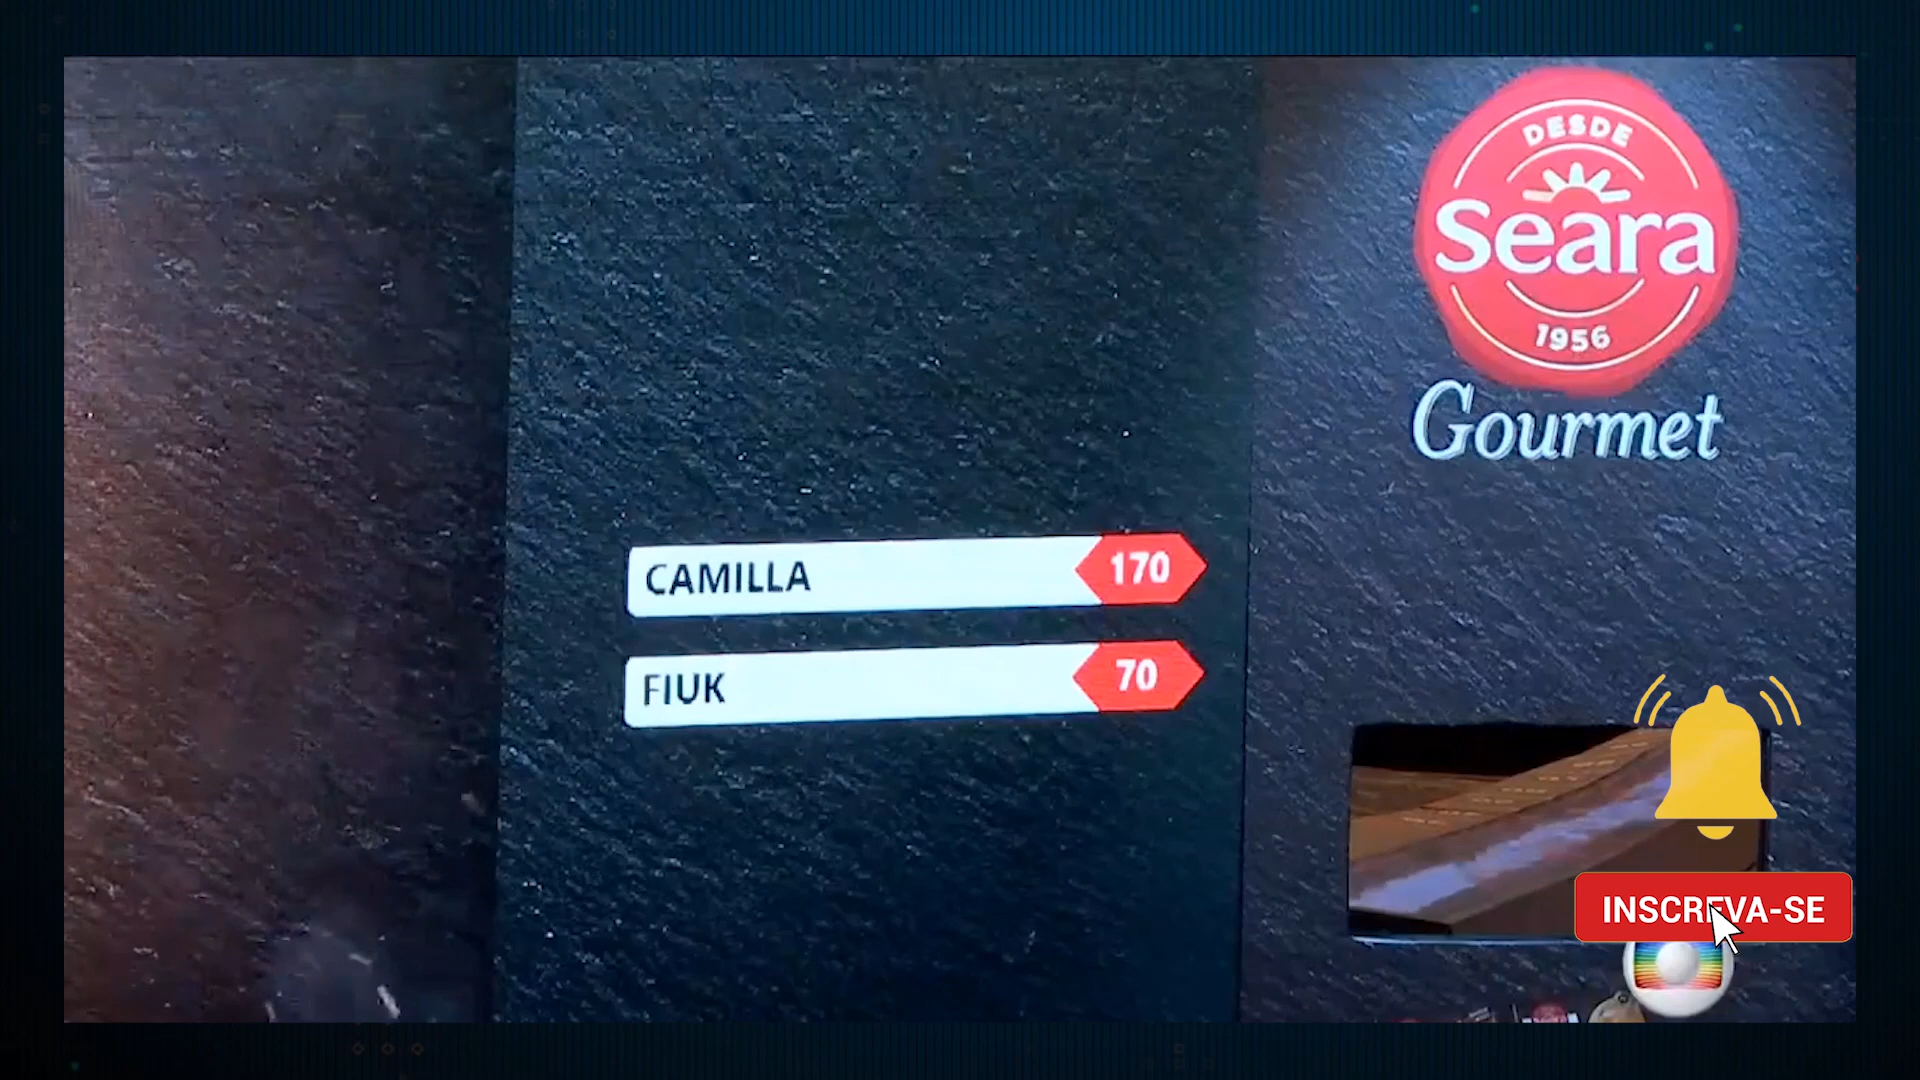 DESDE
Seara
1956
Gourmet
CAMILLA 170
FIUK 70
INSCREVA-SE